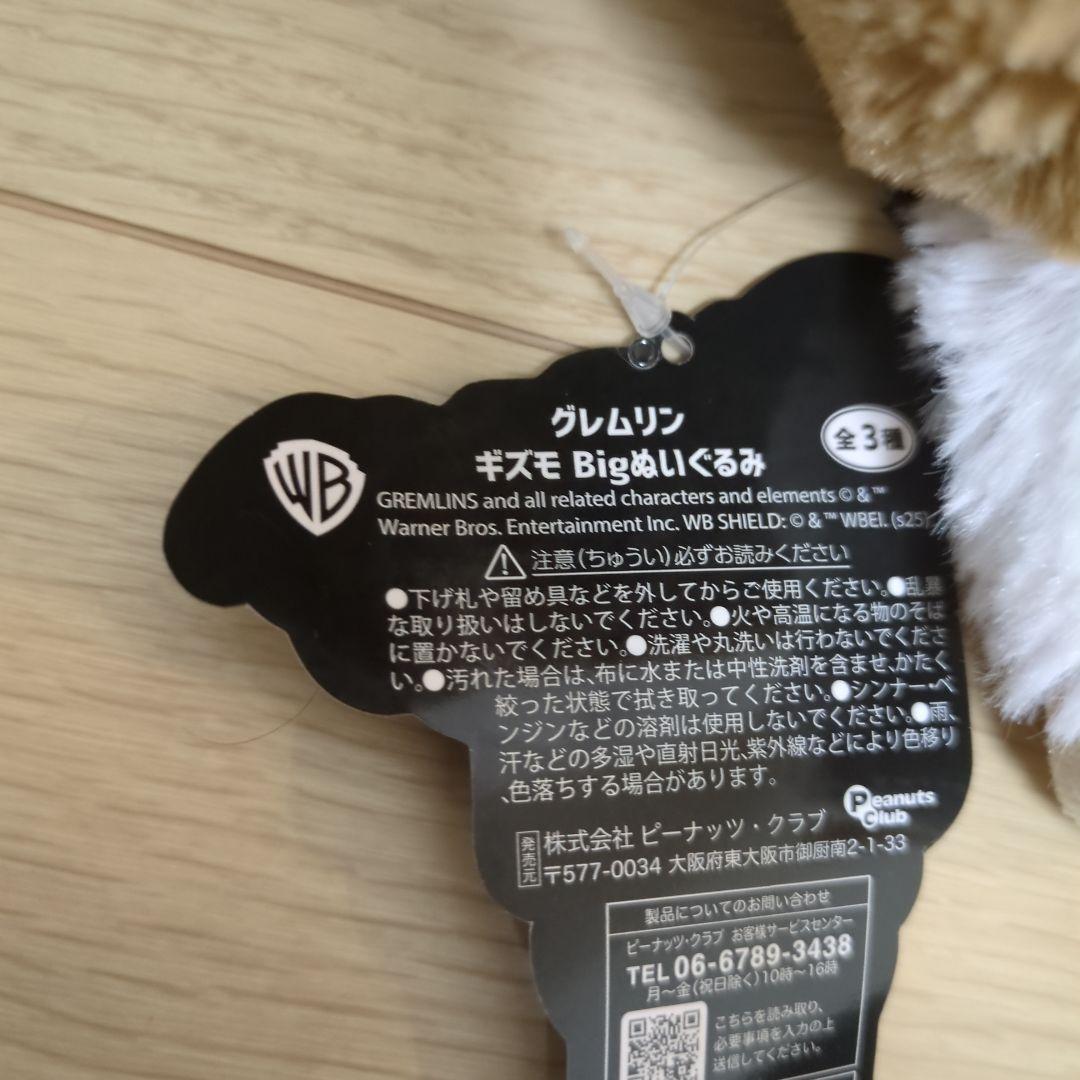 グレムリン
ギズモ Bigぬいぐるみ
全3種
WB
GREMLINS and all related characters and elements © & ™
Warner Bros. Entertainment Inc. WB SHIELD: © & ™ WBEI. (s25)
注意(ちゅうい)必ずお読みください
●下げ札や留め具などを外してからご使用ください。●乱暴
な取り扱いはしないでください。●火や高温になる物のそば
に置かないでください。●洗濯や丸洗いは行わないでくださ
い。●汚れた場合は、布に水または中性洗剤を含ませ、かたく
絞った状態で拭き取ってください。●シンナー・ベ
ンジンなどの溶剤は使用しないでください。●雨、
汗などの多湿や直射日光、紫外線などにより色移り
、色落ちする場合があります。
Peanuts
Club
発売元
株式会社 ピーナッツ・クラブ
〒577-0034 大阪府東大阪市御厨南2-1-33
製品についてのお問い合わせ
ピーナッツ・クラブ お客様サービスセンター
TEL 06-6789-3438
月～金(祝日除く)10時～16時
こちらを読み取り、
必要事項を入力の上
送信してください。